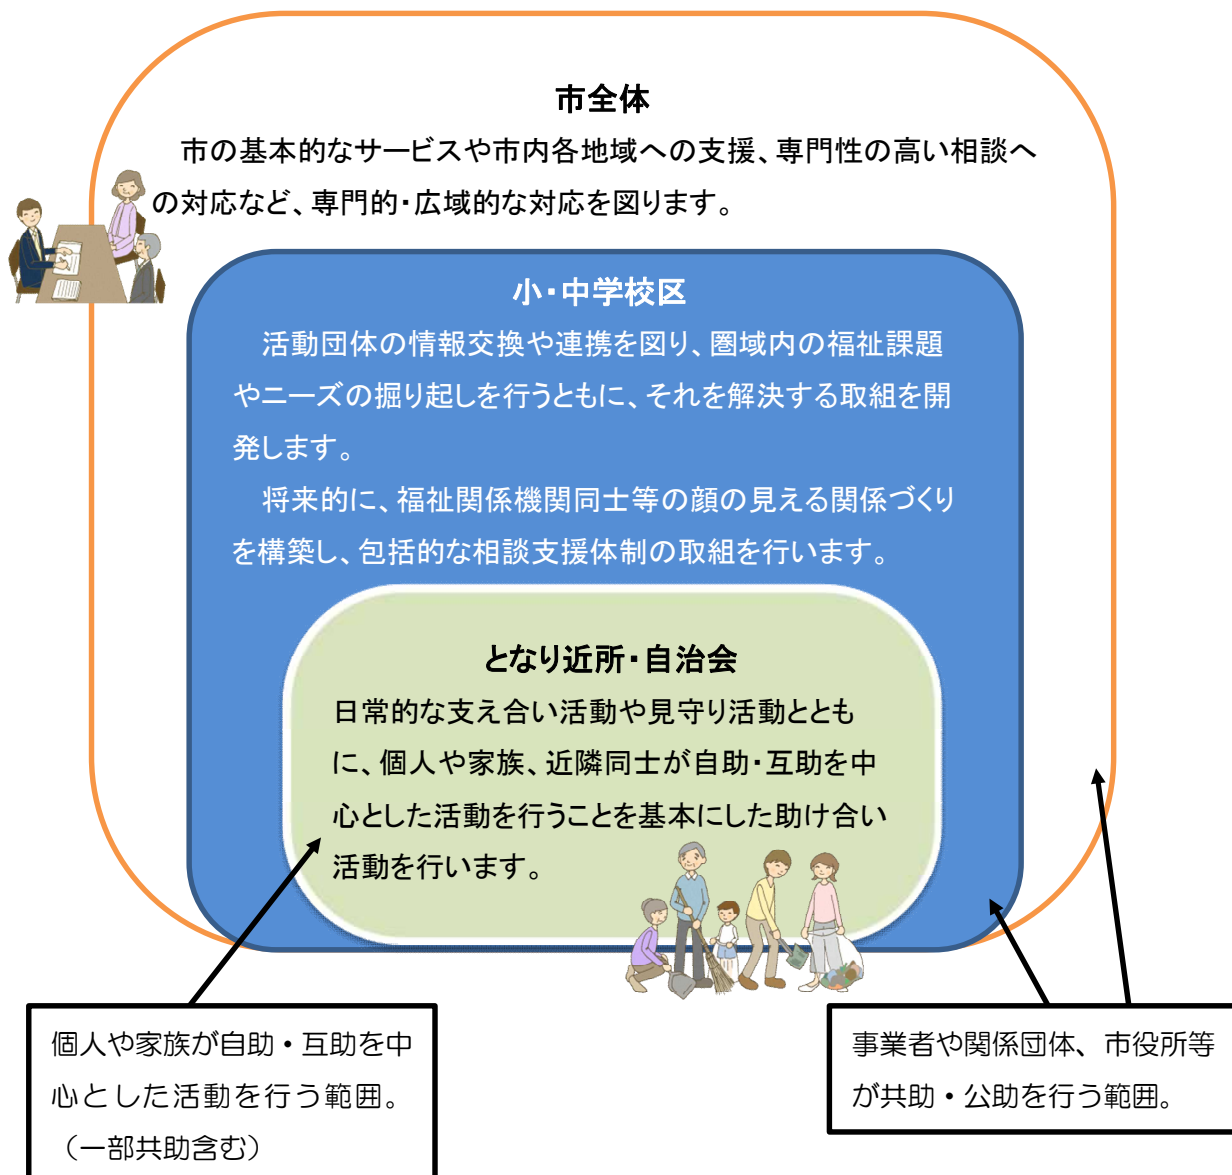 市全体
市の基本的なサービスや市内各地域への支援、専門性の高い相談へ
の対応など、専門的・広域的な対応を図ります。
小・中学校区
活動団体の情報交換や連携を図り、圏域内の福祉課題
やニーズの掘り起しを行うともに、それを解決する取組を開
発します。
将来的に、福祉関係機関同士等の顔の見える関係づくり
を構築し、包括的な相談支援体制の取組を行います。
となり近所・自治会
日常的な支え合い活動や見守り活動ととも
に、個人や家族、近隣同士が自助・互助を中
心とした活動を行うことを基本にした助け合い
活動を行います。
個人や家族が自助・互助を中
心とした活動を行う範囲。
（一部共助含む）
事業者や関係団体、市役所等
が共助・公助を行う範囲。